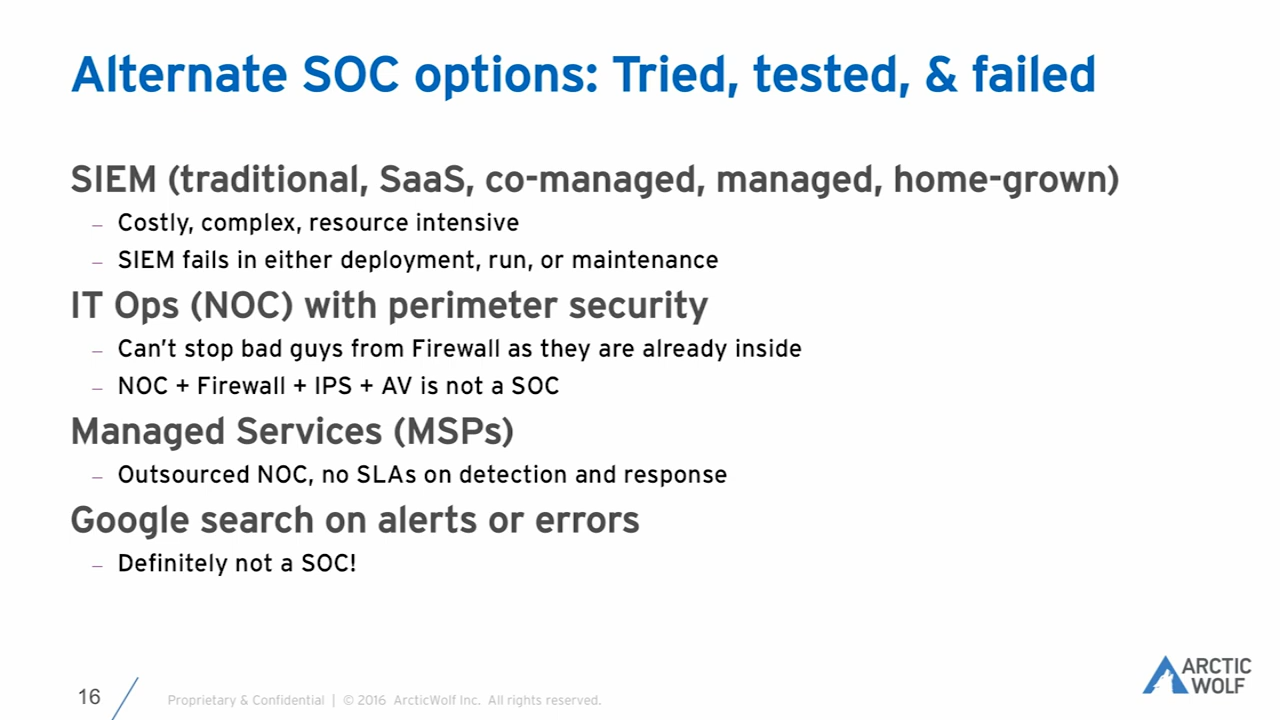 Alternate SOC options: Tried, tested, & failed
SIEM (traditional, SaaS, co-managed, managed, home-grown)
– Costly, complex, resource intensive
– SIEM fails in either deployment, run, or maintenance
IT Ops (NOC) with perimeter security
– Can't stop bad guys from Firewall as they are already inside
– NOC + Firewall + IPS + AV is not a SOC
Managed Services (MSPs)
– Outsourced NOC, no SLAs on detection and response
Google search on alerts or errors
– Definitely not a SOC!
16
Proprietary & Confidential | © 2016 ArcticWolf Inc. All rights reserved.
ARCTIC
WOLF